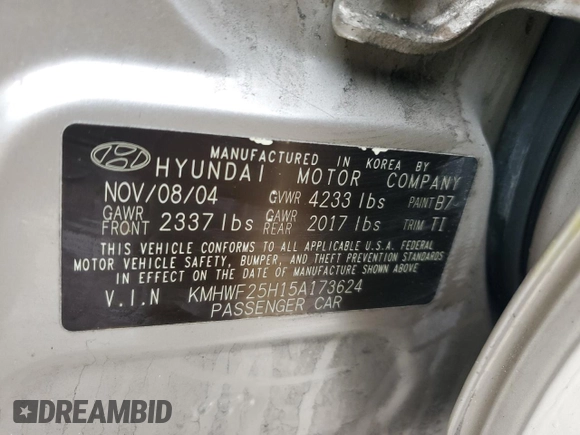 MANUFACTURED IN KOREA BY
HYUNDAI MOTOR COMPANY
NOV/08/04 GVWR 4233 lbs PAINT B7
GAWR FRONT 2337 lbs GAWR REAR 2017 lbs TRIM TI
THIS VEHICLE CONFORMS TO ALL APPLICABLE U.S.A. FEDERAL
MOTOR VEHICLE SAFETY, BUMPER, AND THEFT PREVENTION STANDARDS
IN EFFECT ON THE DATE OF MANUFACTURE SHOWN ABOVE
V.I.N KMHWF25H15A173624
PASSENGER CAR
DREAMBID